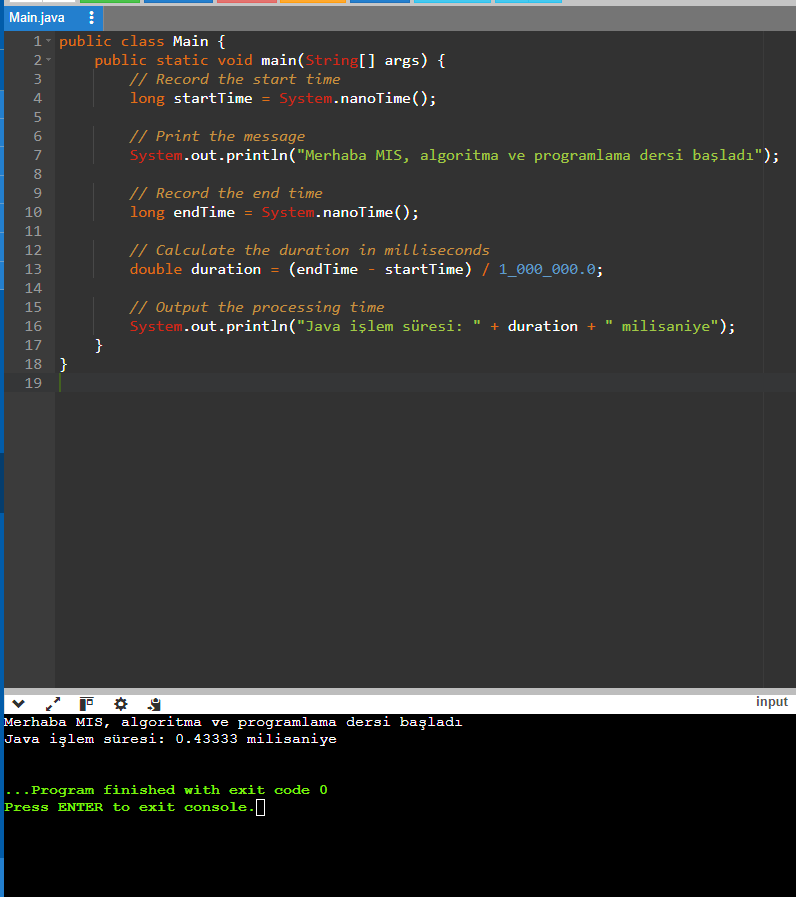 Main.java
1 public class Main {
2     public static void main(String[] args) {
3         // Record the start time
4         long startTime = System.nanoTime();
5
6         // Print the message
7         System.out.println("Merhaba MIS, algoritma ve programlama dersi başladı");
8
9         // Record the end time
10         long endTime = System.nanoTime();
11
12         // Calculate the duration in milliseconds
13         double duration = (endTime - startTime) / 1_000_000.0;
14
15         // Output the processing time
16         System.out.println("Java işlem süresi: " + duration + " milisaniye");
17     }
18 }
19
input
Merhaba MIS, algoritma ve programlama dersi başladı
Java işlem süresi: 0.43333 milisaniye
...Program finished with exit code 0
Press ENTER to exit console.